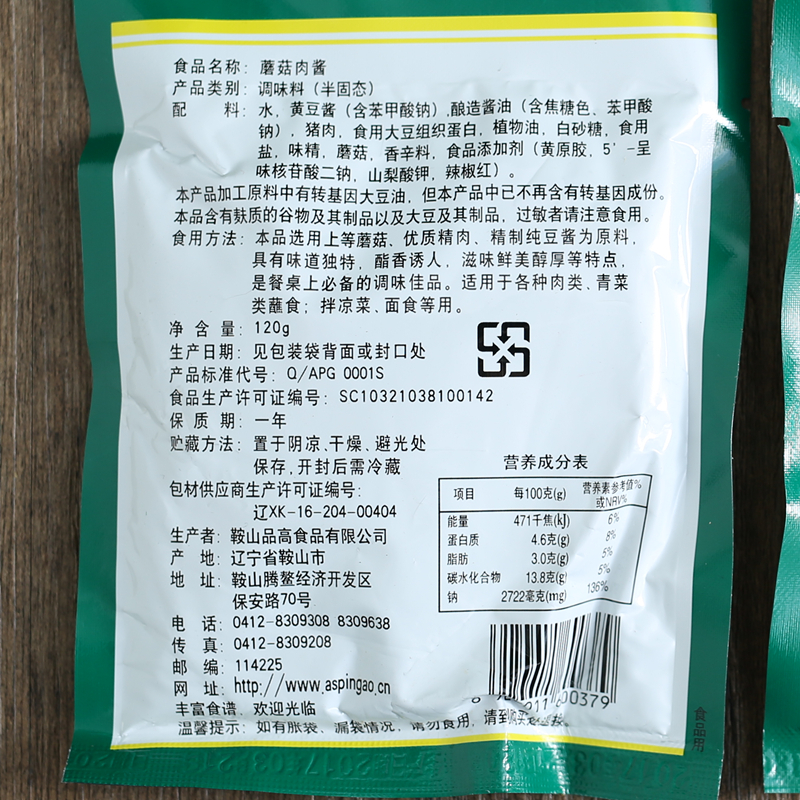 食品名称：蘑菇肉酱
产品类别：调味料（半固态）
配 料：水，黄豆酱（含苯甲酸钠），酿造酱油（含焦糖色、苯甲酸
钠），猪肉，食用大豆组织蛋白，植物油，白砂糖，食用
盐，味精，蘑菇，香辛料，食品添加剂（黄原胶，5'-呈
味核苷酸二钠，山梨酸钾，辣椒红）。
本产品加工原料中有转基因大豆油，但本产品中已不再含有转基因成份。
本品含有麸质的谷物及其制品以及大豆及其制品，过敏者请注意食用。
食用方法：本品选用上等蘑菇、优质精肉、精制纯豆酱为原料，
具有味道独特，酯香诱人，滋味鲜美醇厚等特点，
是餐桌上必备的调味佳品。适用于各种肉类、青菜
类蘸食；拌凉菜、面食等用。
净 含 量：120g
生产日期：见包装袋背面或封口处
产品标准代号：Q/APG 0001S
食品生产许可证编号：SC10321038100142
保 质 期：一年
贮藏方法：置于阴凉、干燥、避光处
保存，开封后需冷藏
包材供应商生产许可证编号：
辽XK-16-204-00404
生产者：鞍山品高食品有限公司
产 地：辽宁省鞍山市
地 址：鞍山腾鳌经济开发区
保安路70号
电 话：0412-8309308 8309638
传 真：0412-8309208
邮 编：114225
网 址：http://www.aspingao.cn
丰富食谱、欢迎光临
温馨提示：如有胀袋、漏袋情况，请勿食用，请到购买
营养成分表
项目 每100克(g) 营养素参考值%
或NRV%
能量 471千焦(kJ) 6%
蛋白质 4.6克(g) 8%
脂肪 3.0克(g) 5%
碳水化合物 13.8克(g) 5%
钠 2722毫克(mg) 136%
食品用